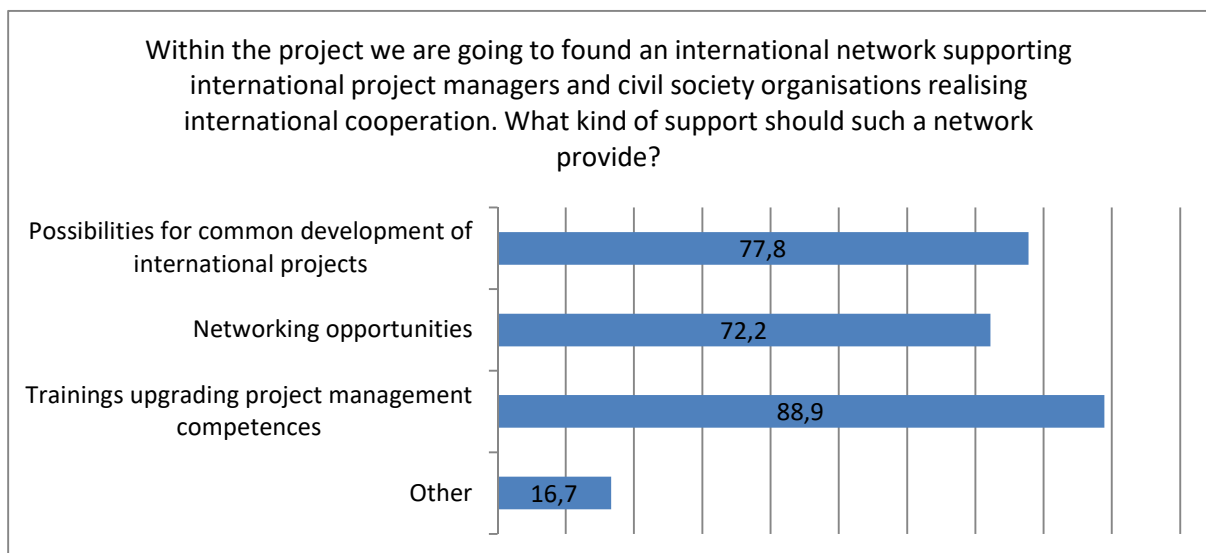 Within the project we are going to found an international network supporting
international project managers and civil society organisations realising
international cooperation. What kind of support should such a network
provide?
Possibilities for common development of
international projects
77,8
Networking opportunities
72,2
Trainings upgrading project management
competences
88,9
Other
16,7